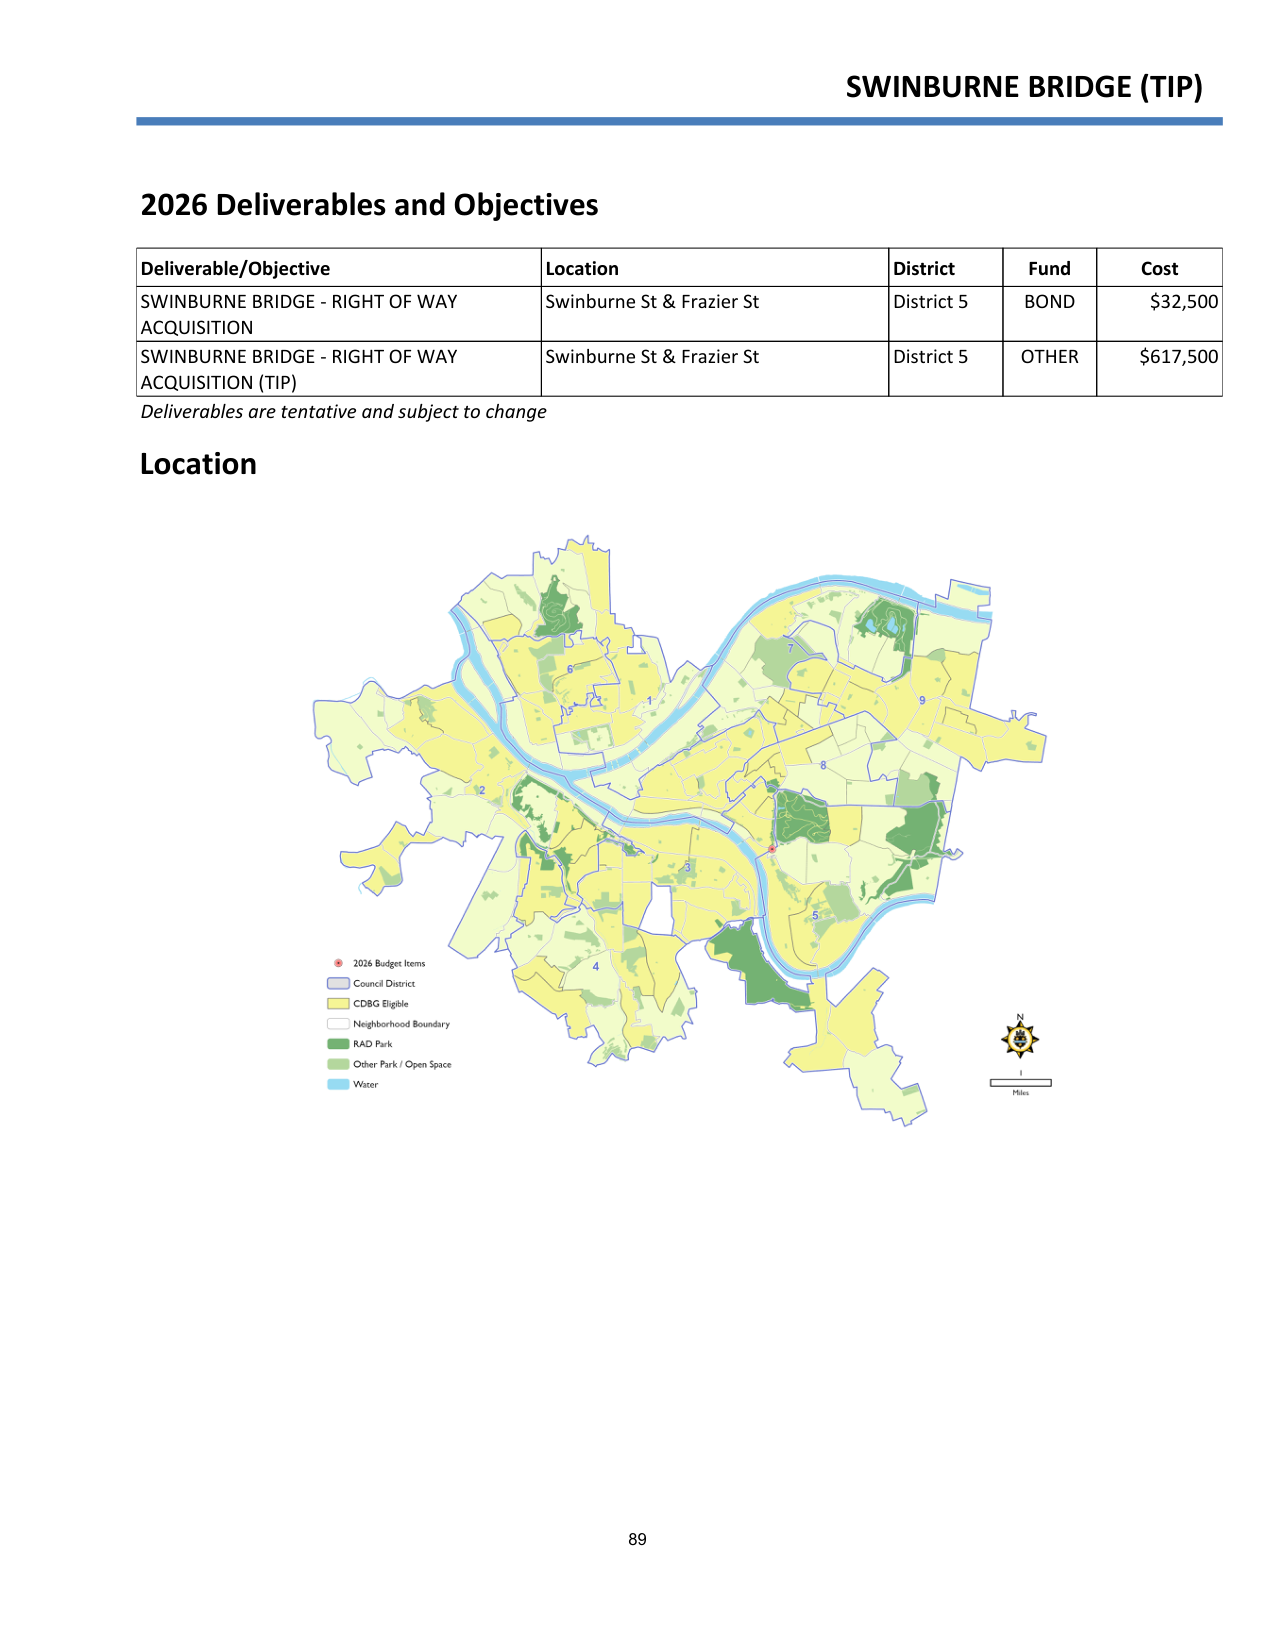 SWINBURNE BRIDGE (TIP)
2026 Deliverables and Objectives
Deliverable/Objective Location District Fund Cost
SWINBURNE BRIDGE - RIGHT OF WAY Swinburne St & Frazier St District 5 BOND $32,500
ACQUISITION
SWINBURNE BRIDGE - RIGHT OF WAY Swinburne St & Frazier St District 5 OTHER $617,500
ACQUISITION (TIP)
Deliverables are tentative and subject to change
Location
7
6
1
9
8
2
3
5
4
2026 Budget Items
Council District
CDBG Eligible
Neighborhood Boundary
RAD Park
Other Park / Open Space
Water
N
1
Miles
89